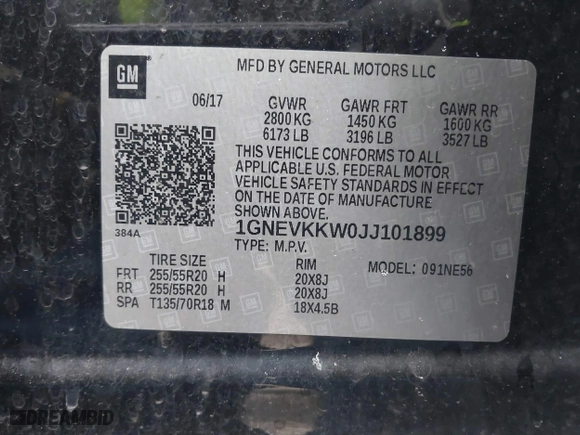 GM
MFD BY GENERAL MOTORS LLC
06/17 GVWR GAWR FRT GAWR RR
2800 KG 1450 KG 1600 KG
6173 LB 3196 LB 3527 LB
THIS VEHICLE CONFORMS TO ALL
APPLICABLE U.S. FEDERAL MOTOR
VEHICLE SAFETY STANDARDS IN EFFECT
ON THE DATE OF MANUFACTURE
SHOWN ABOVE.
384A
1GNEVKKW0JJ101899
TYPE: M.P.V.
TIRE SIZE RIM MODEL: 091NE56
FRT 255/55R20 H 20X8J
RR 255/55R20 H 20X8J
SPA T135/70R18 M 18X4.5B
DREAMBID